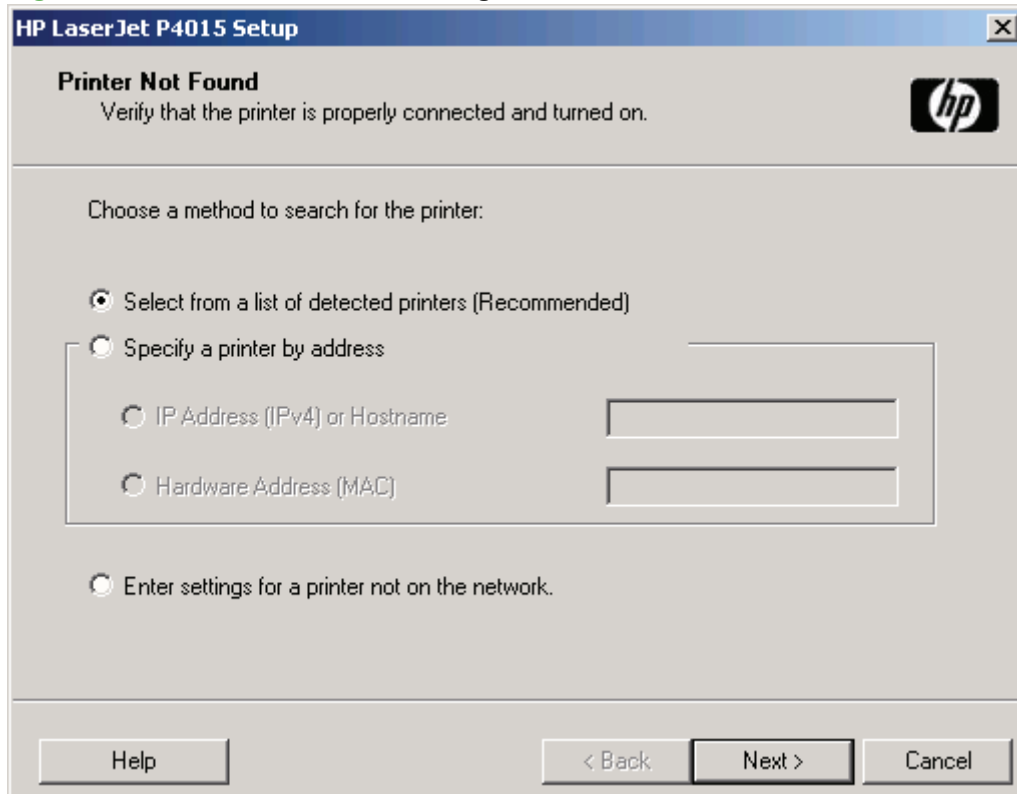 HP LaserJet P4015 Setup
Printer Not Found
Verify that the printer is properly connected and turned on.
hp
Choose a method to search for the printer:
Select from a list of detected printers (Recommended)
Specify a printer by address
IP Address (IPv4) or Hostname
Hardware Address (MAC)
Enter settings for a printer not on the network.
Help
< Back
Next >
Cancel